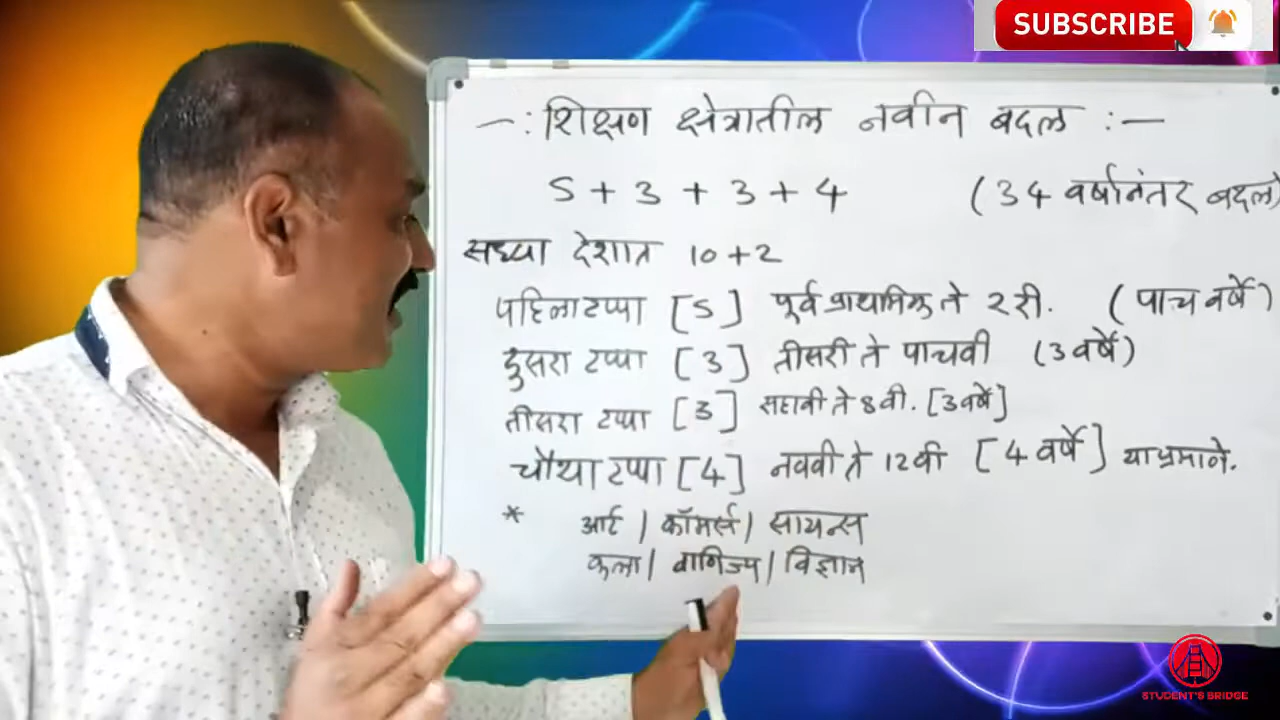 SUBSCRIBE
—: शिक्षण क्षेत्रातील नवीन बदल :—
5 + 3 + 3 + 4 (34 वर्षानंतर बदल)
सध्या देशात 10+2
पहिला टप्पा [5] पूर्व प्राथमिक ते 2री. (पाच वर्षे)
दुसरा टप्पा [3] तीसरी ते पाचवी (3 वर्षे)
तीसरा टप्पा [3] सहावी ते 8वी. [3 वर्षे]
चौथा टप्पा [4] नववी ते 12वी [4 वर्षे] याप्रमाने.
* आर्ट | कॉमर्स | सायन्स
कला | वाणिज्य | विज्ञान
STUDENT'S BRIDGE